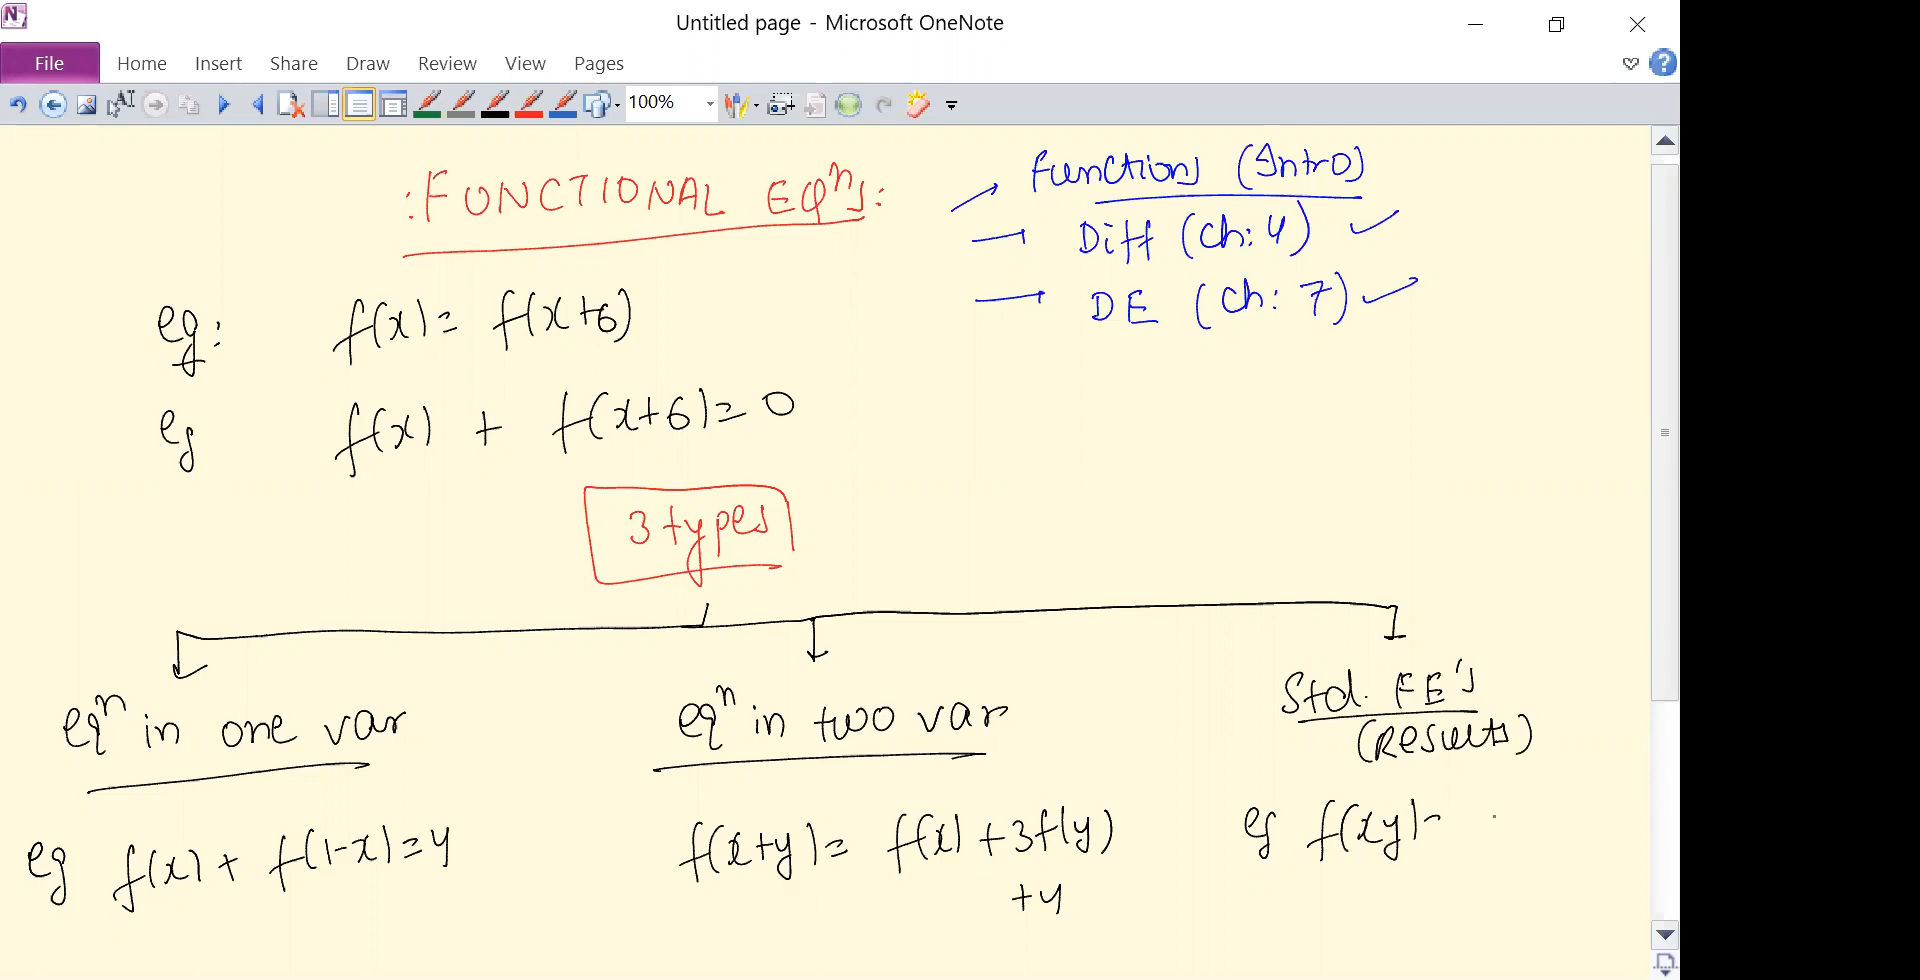 Untitled page - Microsoft OneNote
File Home Insert Share Draw Review View Pages
100%
: FUNCTIONAL EQⁿs :
→ Functions (Intro)
→ Diff (Ch: 4) ✓
→ DE (Ch: 7) ✓
eg: f(x) = f(x+6)
eg f(x) + f(x+6) = 0
3 types
eqⁿ in one var
eqⁿ in two var
Std. FE's
(Results)
eg f(x) + f(1-x) = 4
f(x+y) = f(x) + 3f(y)
+4
eg f(xy) -